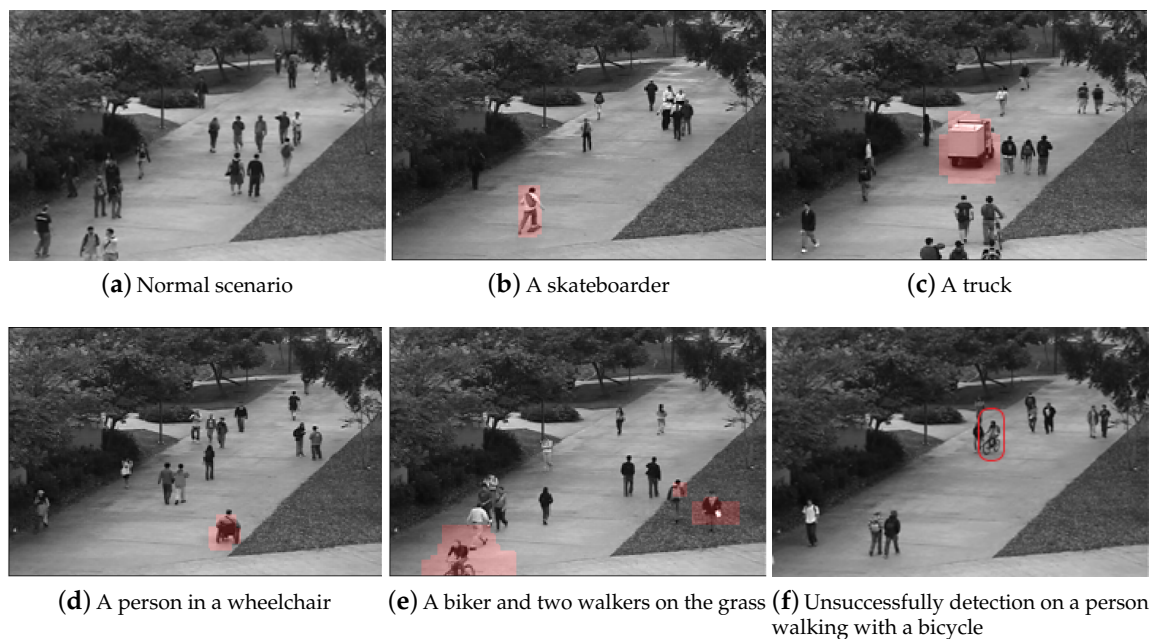 (a) Normal scenario
(b) A skateboarder
(c) A truck
(d) A person in a wheelchair
(e) A biker and two walkers on the grass
(f) Unsuccessfully detection on a person
walking with a bicycle